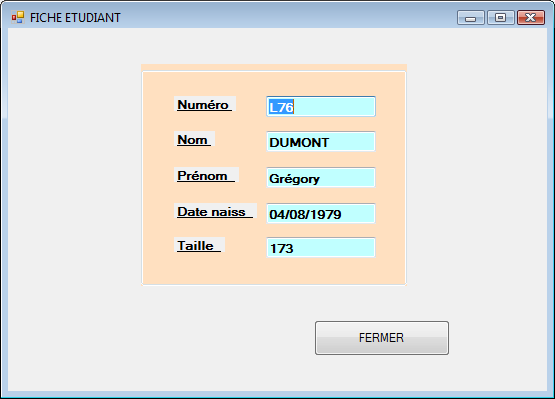 FICHE ETUDIANT
Numéro L76
Nom DUMONT
Prénom Grégory
Date naiss 04/08/1979
Taille 173
FERMER